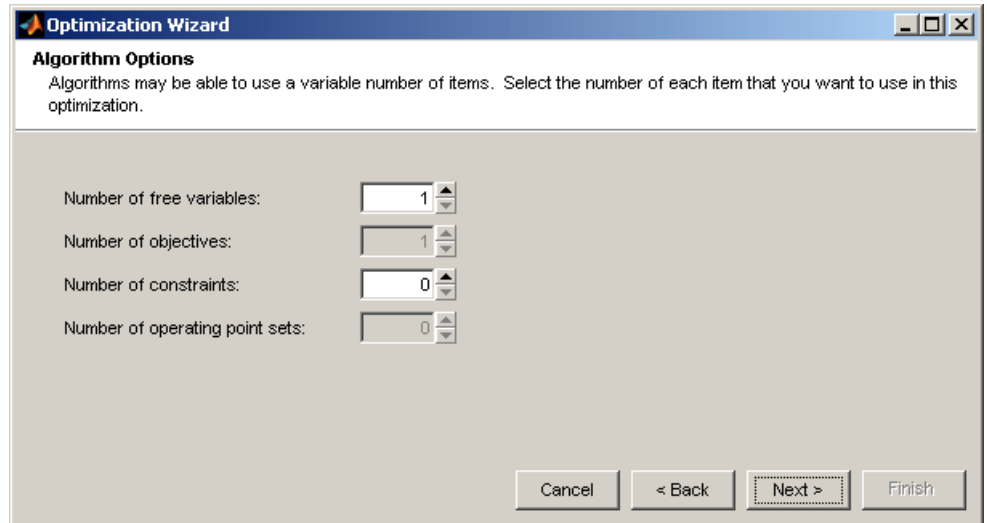 Optimization Wizard
Algorithm Options
Algorithms may be able to use a variable number of items. Select the number of each item that you want to use in this
optimization.
Number of free variables: 1
Number of objectives: 1
Number of constraints: 0
Number of operating point sets: 0
Cancel < Back Next > Finish